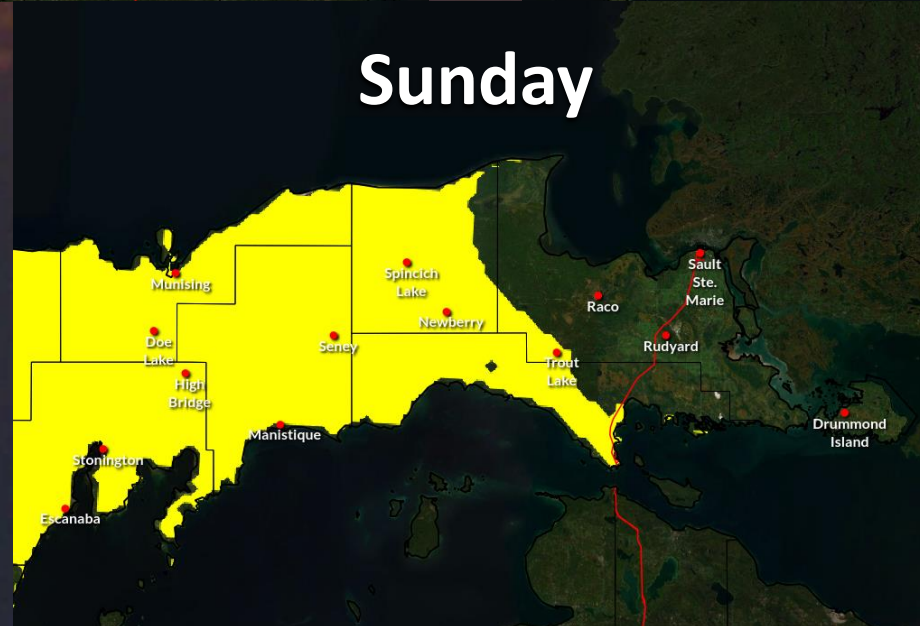 Sunday
Sault
Ste.
Marie
Spincich
Lake
Munising
Raco
Newberry
Doe
Lake
Seney
Rudyard
Trout
Lake
High
Bridge
Drummond
Island
Manistique
Stonington
Escanaba